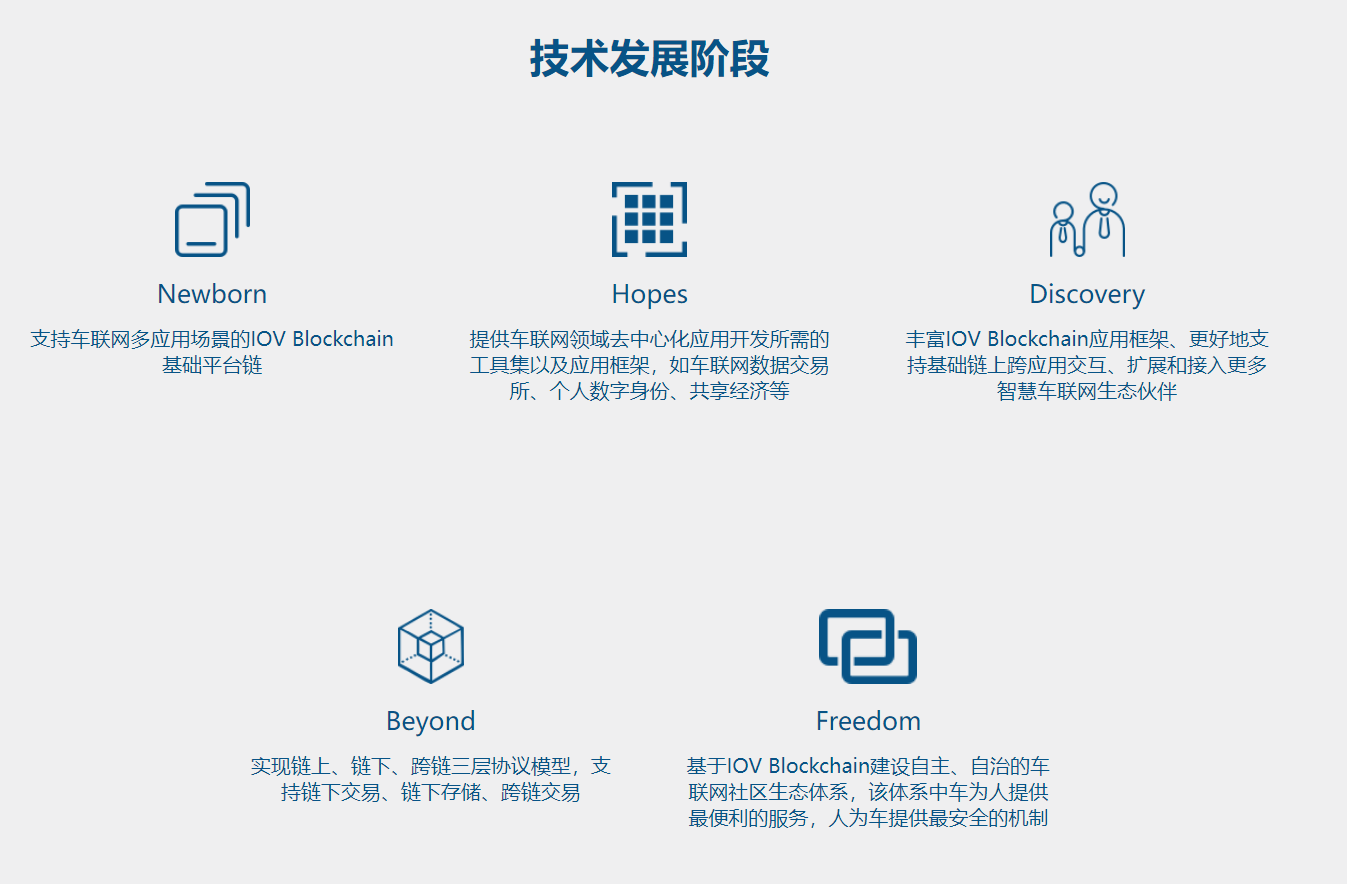 技术发展阶段
Newborn
支持车联网多应用场景的IOV Blockchain
基础平台链
Hopes
提供车联网领域去中心化应用开发所需的
工具集以及应用框架，如车联网数据交易
所、个人数字身份、共享经济等
Discovery
丰富IOV Blockchain应用框架、更好地支
持基础链上跨应用交互、扩展和接入更多
智慧车联网生态伙伴
Beyond
实现链上、链下、跨链三层协议模型，支
持链下交易、链下存储、跨链交易
Freedom
基于IOV Blockchain建设自主、自治的车
联网社区生态体系，该体系中车为人提供
最便利的服务，人为车提供最安全的机制